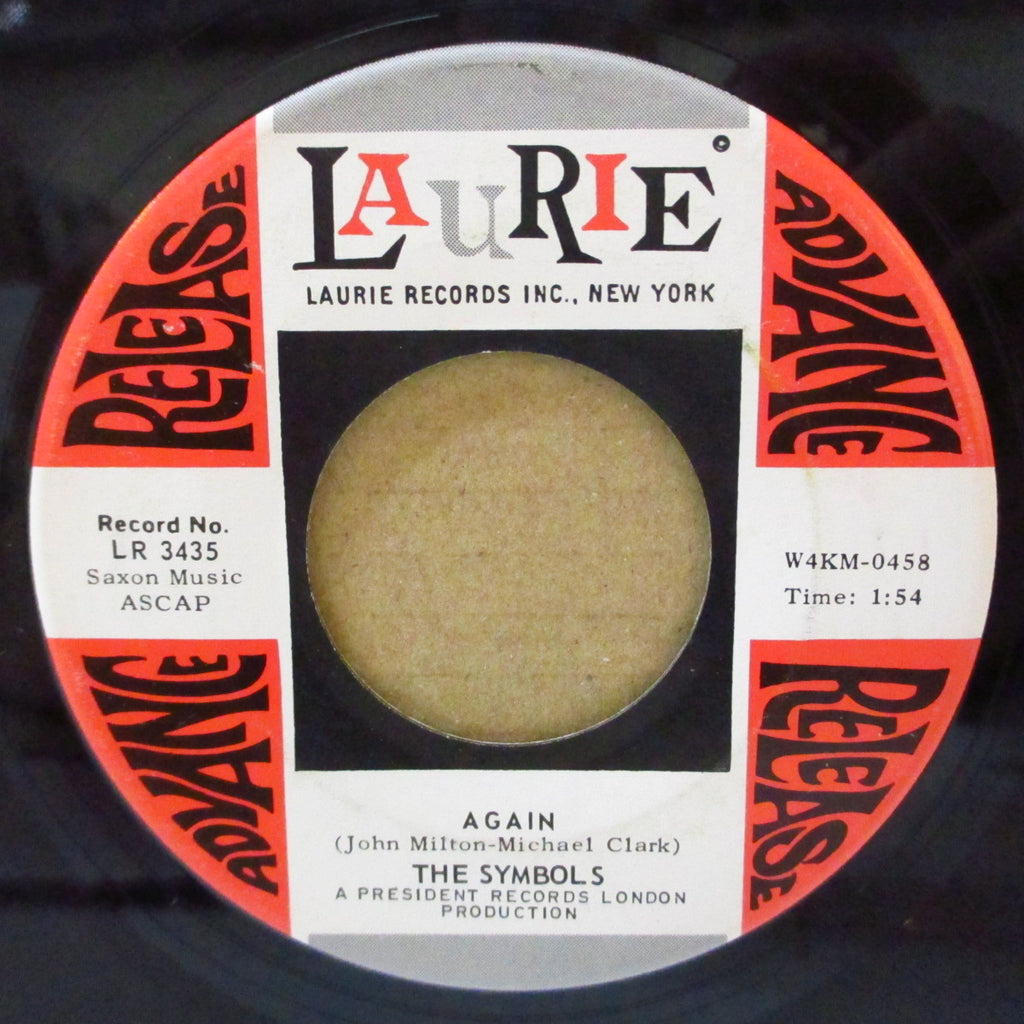 LAURIE
LAURIE RECORDS INC., NEW YORK
RELEASE
ADVANCE
Record No.
LR 3435
Saxon Music
ASCAP
W4KM-0458
Time: 1:54
ADVANCE
RELEASE
AGAIN
(John Milton-Michael Clark)
THE SYMBOLS
A PRESIDENT RECORDS LONDON
PRODUCTION